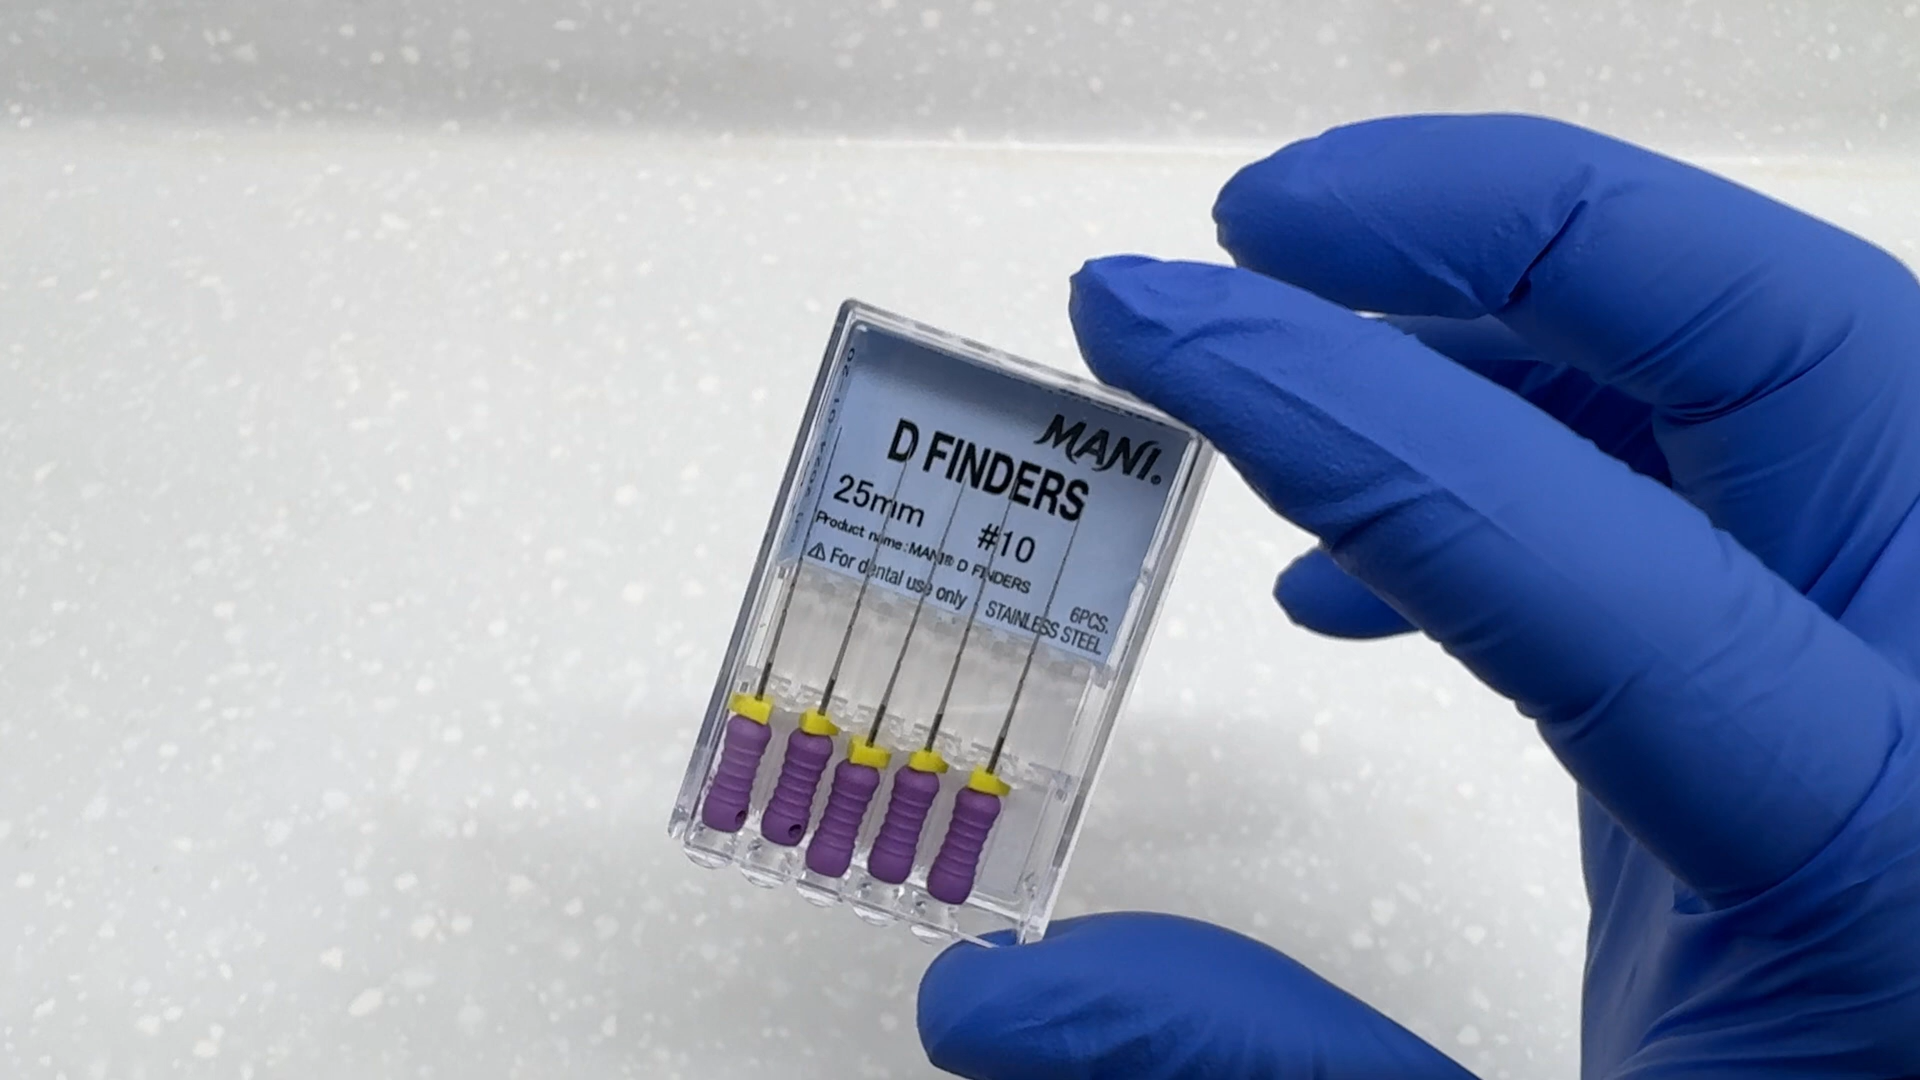 MANI®
D FINDERS
25mm #10
Product name: MANI® D FINDERS
⚠ For dental use only
6PCS.
STAINLESS STEEL